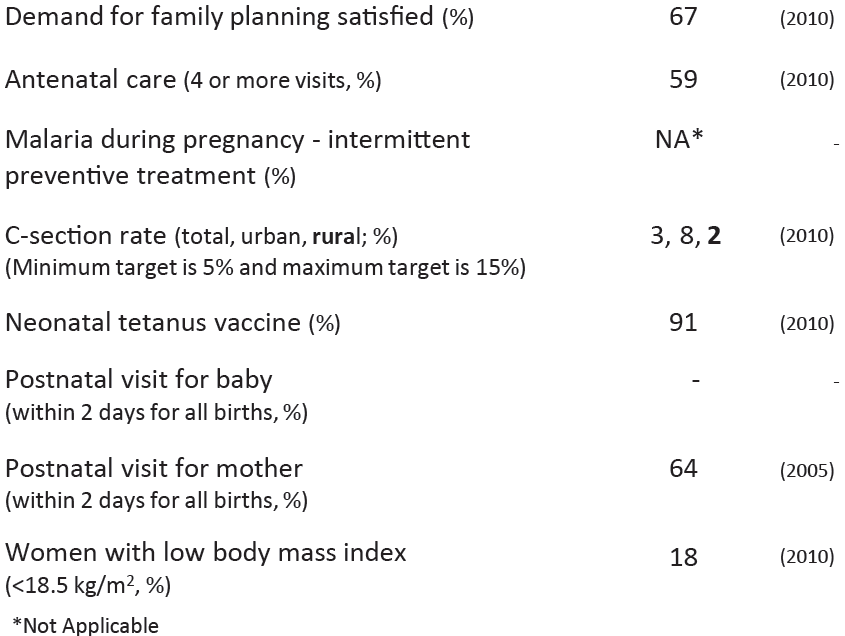 Demand for family planning satisfied (%) 67 (2010)
Antenatal care (4 or more visits, %) 59 (2010)
Malaria during pregnancy - intermittent NA* -
preventive treatment (%)
C-section rate (total, urban, rural; %) 3, 8, 2 (2010)
(Minimum target is 5% and maximum target is 15%)
Neonatal tetanus vaccine (%) 91 (2010)
Postnatal visit for baby - -
(within 2 days for all births, %)
Postnatal visit for mother 64 (2005)
(within 2 days for all births, %)
Women with low body mass index 18 (2010)
(<18.5 kg/m², %)
*Not Applicable